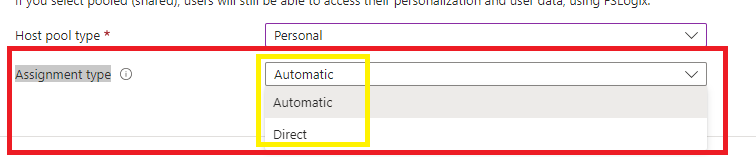 If you select pooled (shared), users will still be able to access their personalization and user data, using FSLogix.
Host pool type *
Personal
Assignment type
Automatic
Automatic
Direct